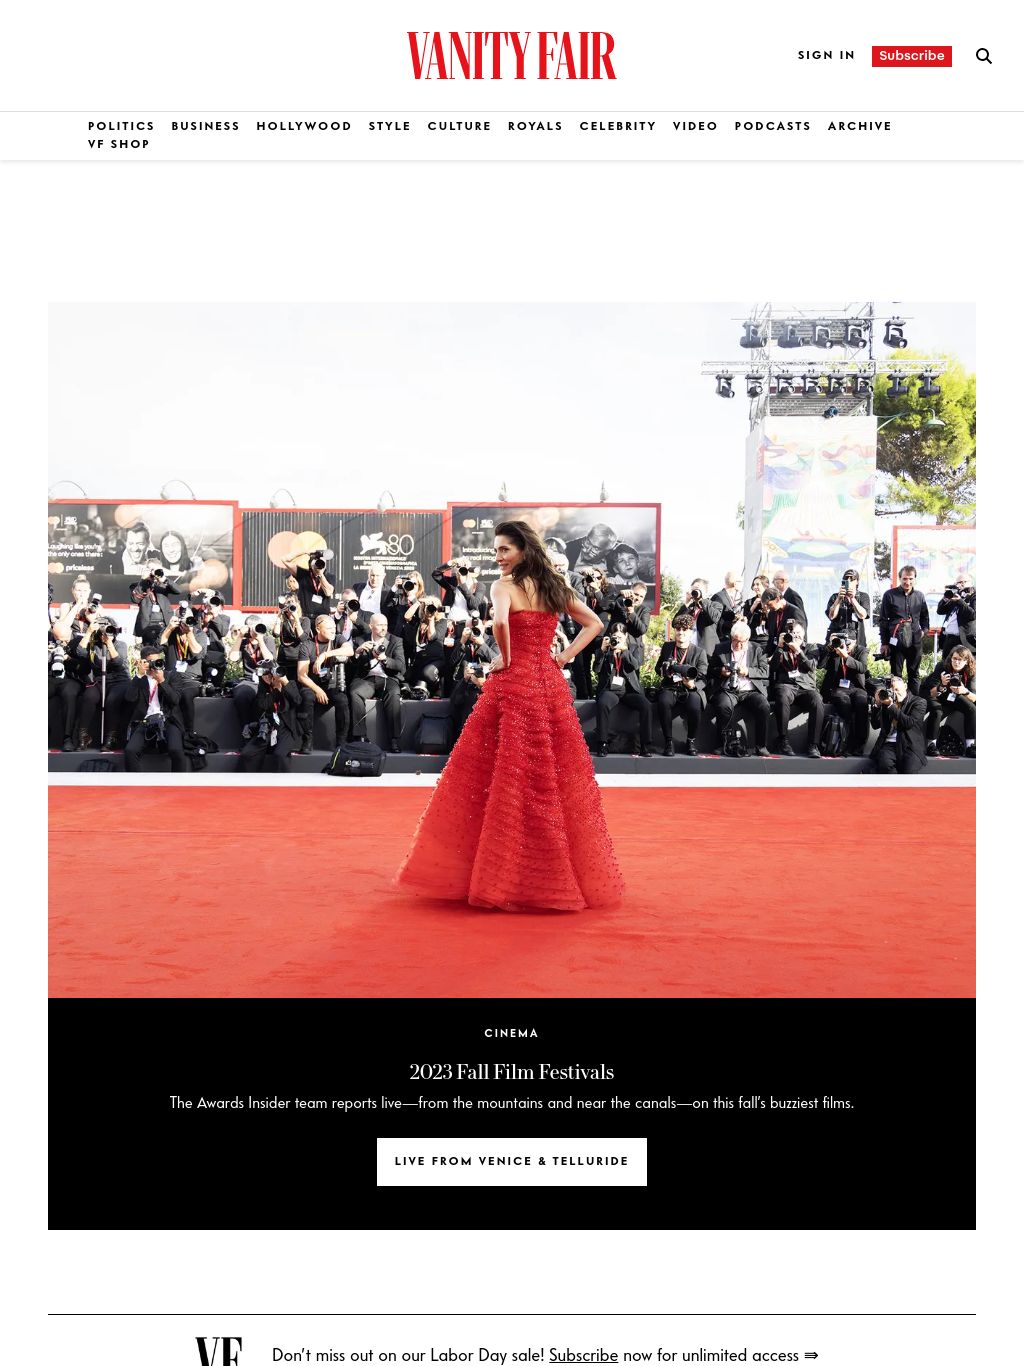 VANITY FAIR
SIGN IN
Subscribe
POLITICS BUSINESS HOLLYWOOD STYLE CULTURE ROYALS CELEBRITY VIDEO PODCASTS ARCHIVE
VF SHOP
80
priceless
CINEMA
2023 Fall Film Festivals
The Awards Insider team reports live—from the mountains and near the canals—on this fall's buzziest films.
LIVE FROM VENICE & TELLURIDE
VF
Don't miss out on our Labor Day sale! Subscribe now for unlimited access ⇛